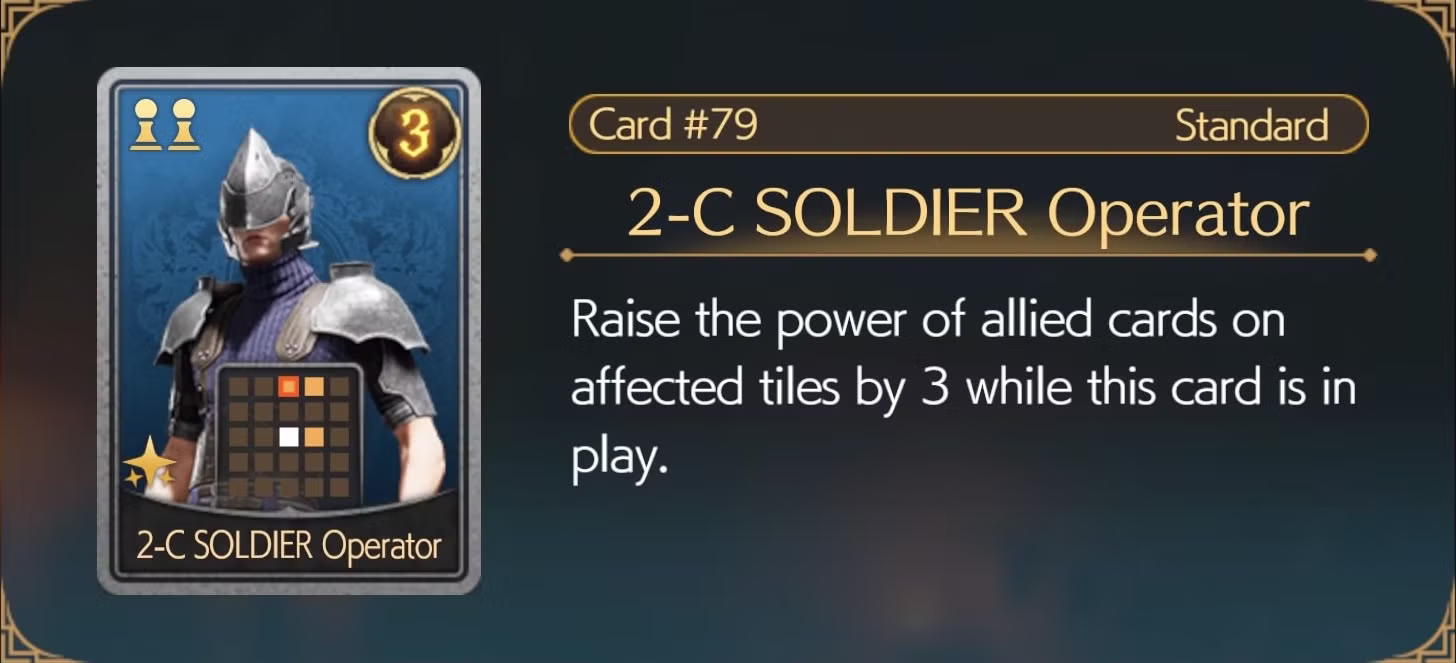 3
2-C SOLDIER Operator
Card #79 Standard
2-C SOLDIER Operator
Raise the power of allied cards on
affected tiles by 3 while this card is in
play.